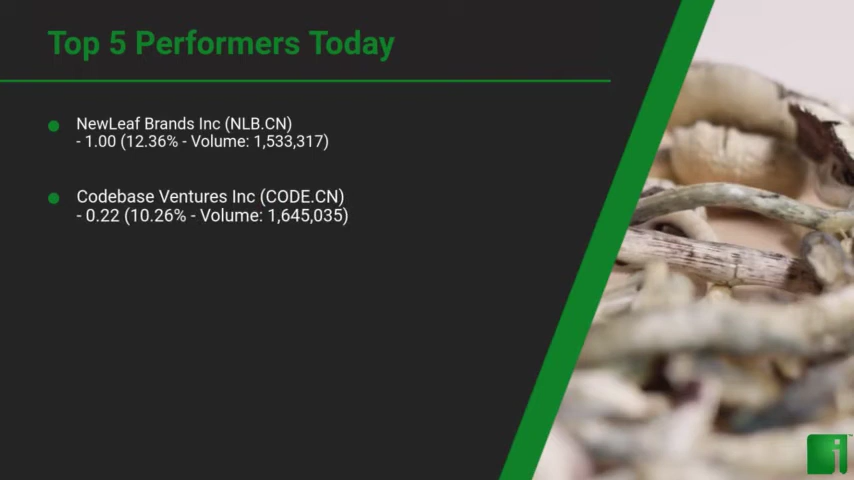 Top 5 Performers Today
NewLeaf Brands Inc (NLB.CN)
- 1.00 (12.36% - Volume: 1,533,317)
Codebase Ventures Inc (CODE.CN)
- 0.22 (10.26% - Volume: 1,645,035)
i